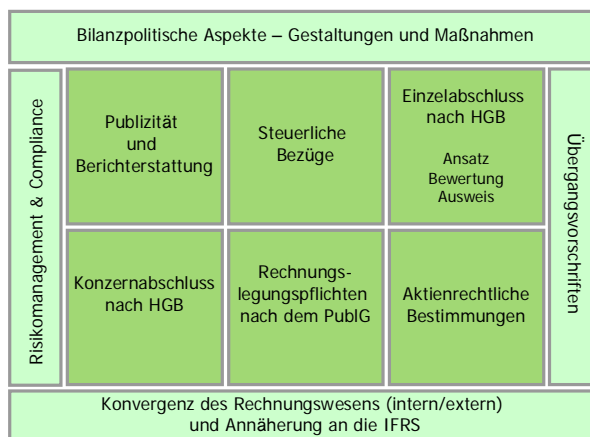 Bilanzpolitische Aspekte – Gestaltungen und Maßnahmen
Risikomanagement & Compliance
Publizität
und
Berichterstattung
Steuerliche
Bezüge
Einzelabschluss
nach HGB
Ansatz
Bewertung
Ausweis
Übergangsvorschriften
Konzernabschluss
nach HGB
Rechnungs-
legungspflichten
nach dem PublG
Aktienrechtliche
Bestimmungen
Konvergenz des Rechnungswesens (intern/extern)
und Annäherung an die IFRS